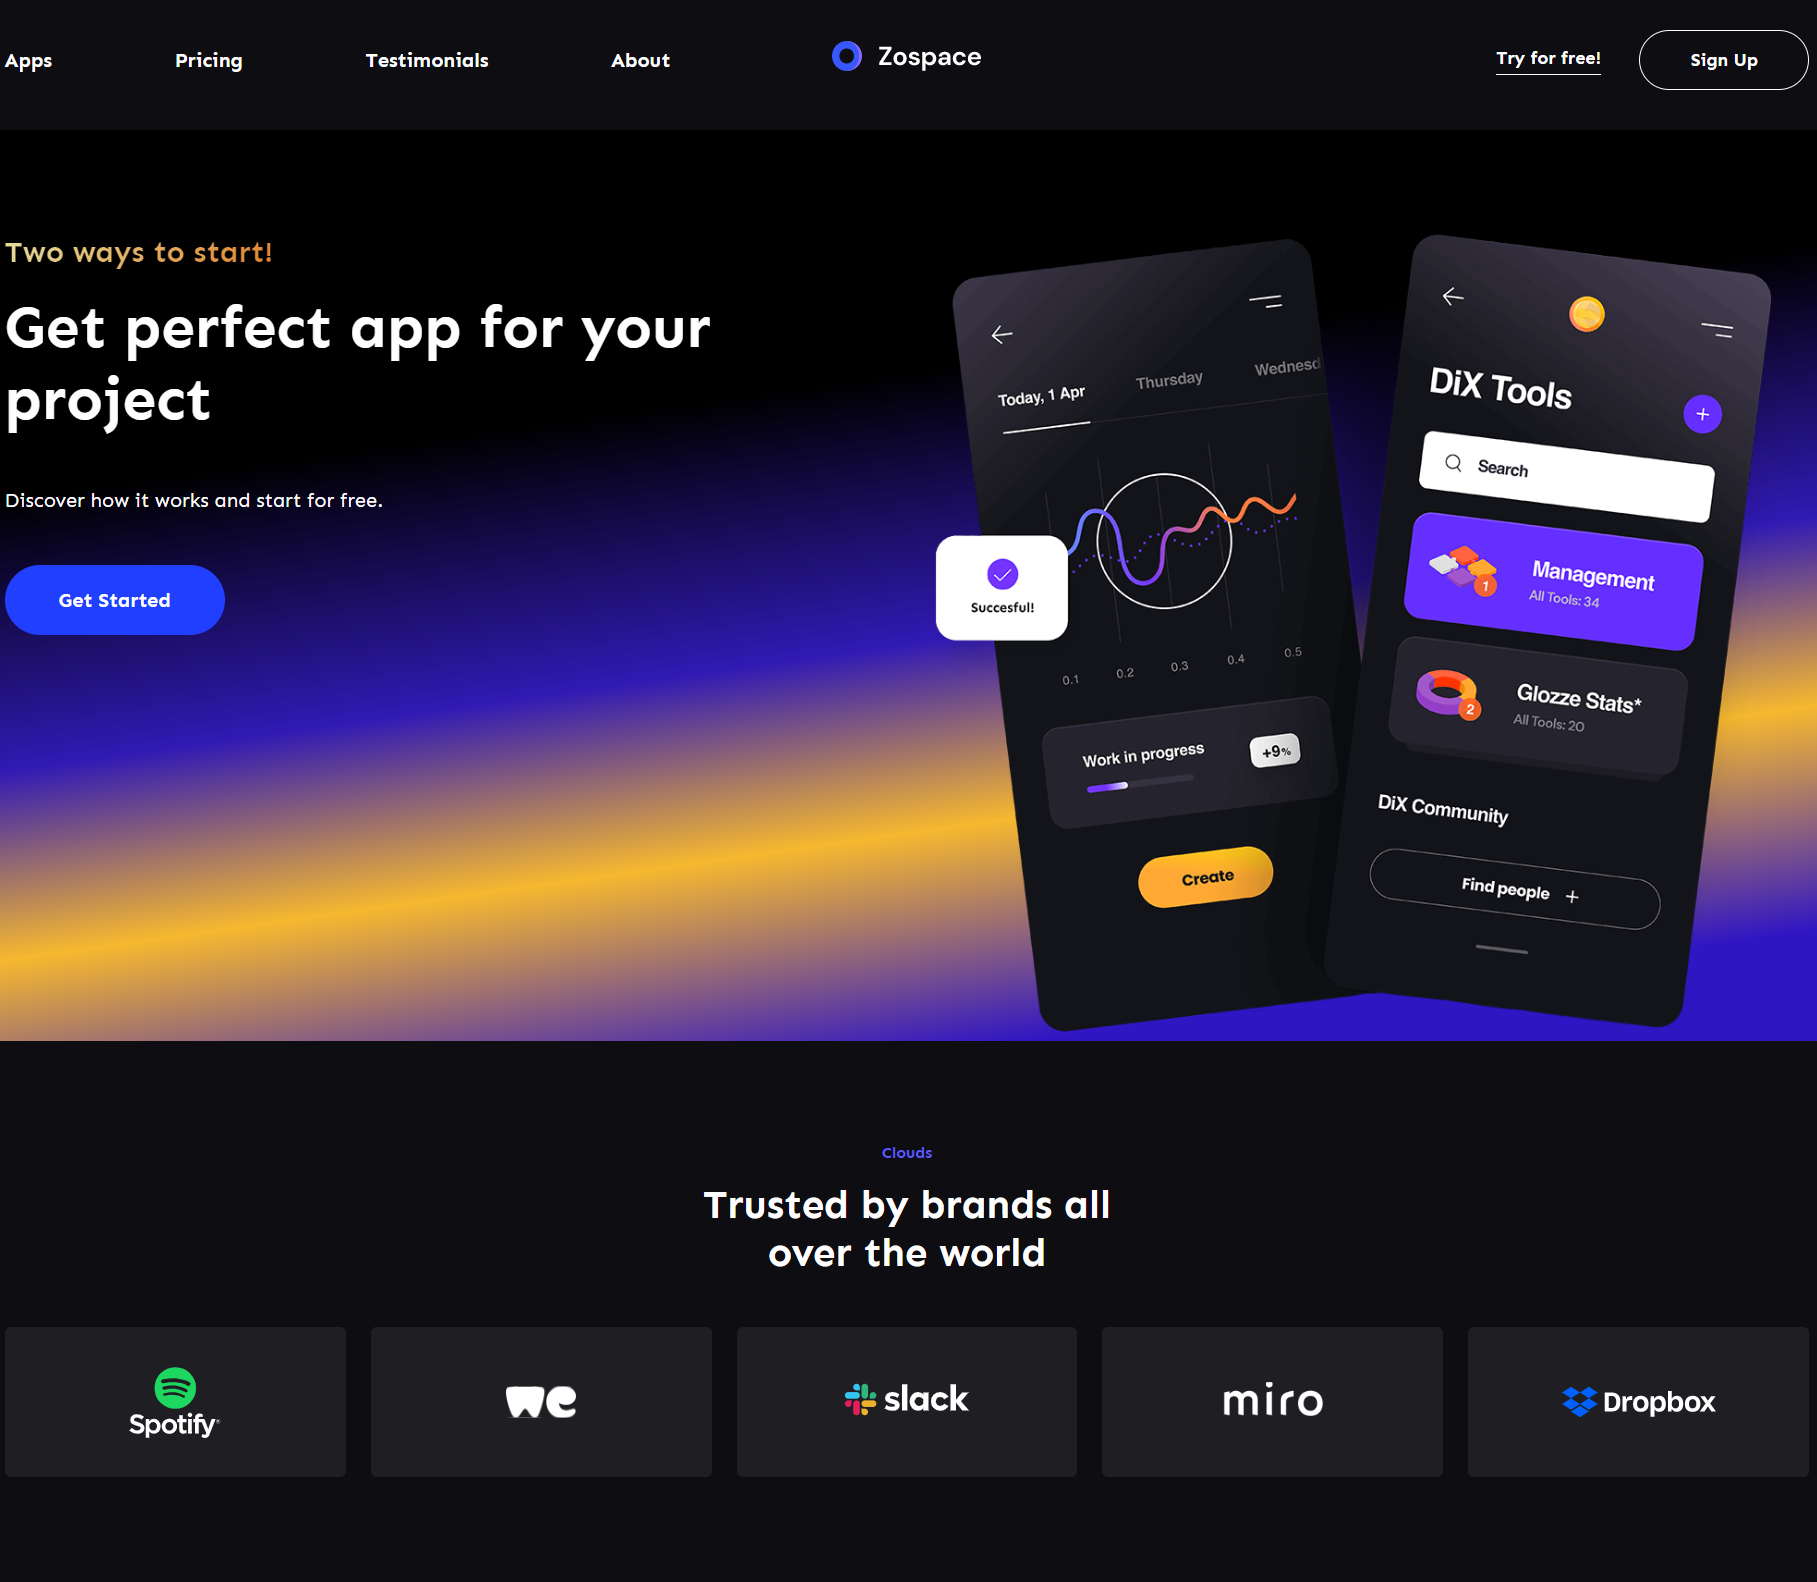 Apps
Pricing
Testimonials
About
Zospace
Try for free!
Sign Up
Two ways to start!
Get perfect app for your
project
Discover how it works and start for free.
Get Started
Today, 1 Apr
Thursday
Wednesd
Succesful!
0.1
0.2
0.3
0.4
0.5
Work in progress
+9%
Create
DiX Tools
+
Search
1
Management
All Tools: 34
2
Glozze Stats*
All Tools: 20
DiX Community
Find people +
Clouds
Trusted by brands all
over the world
Spotify®
we
slack
miro
Dropbox